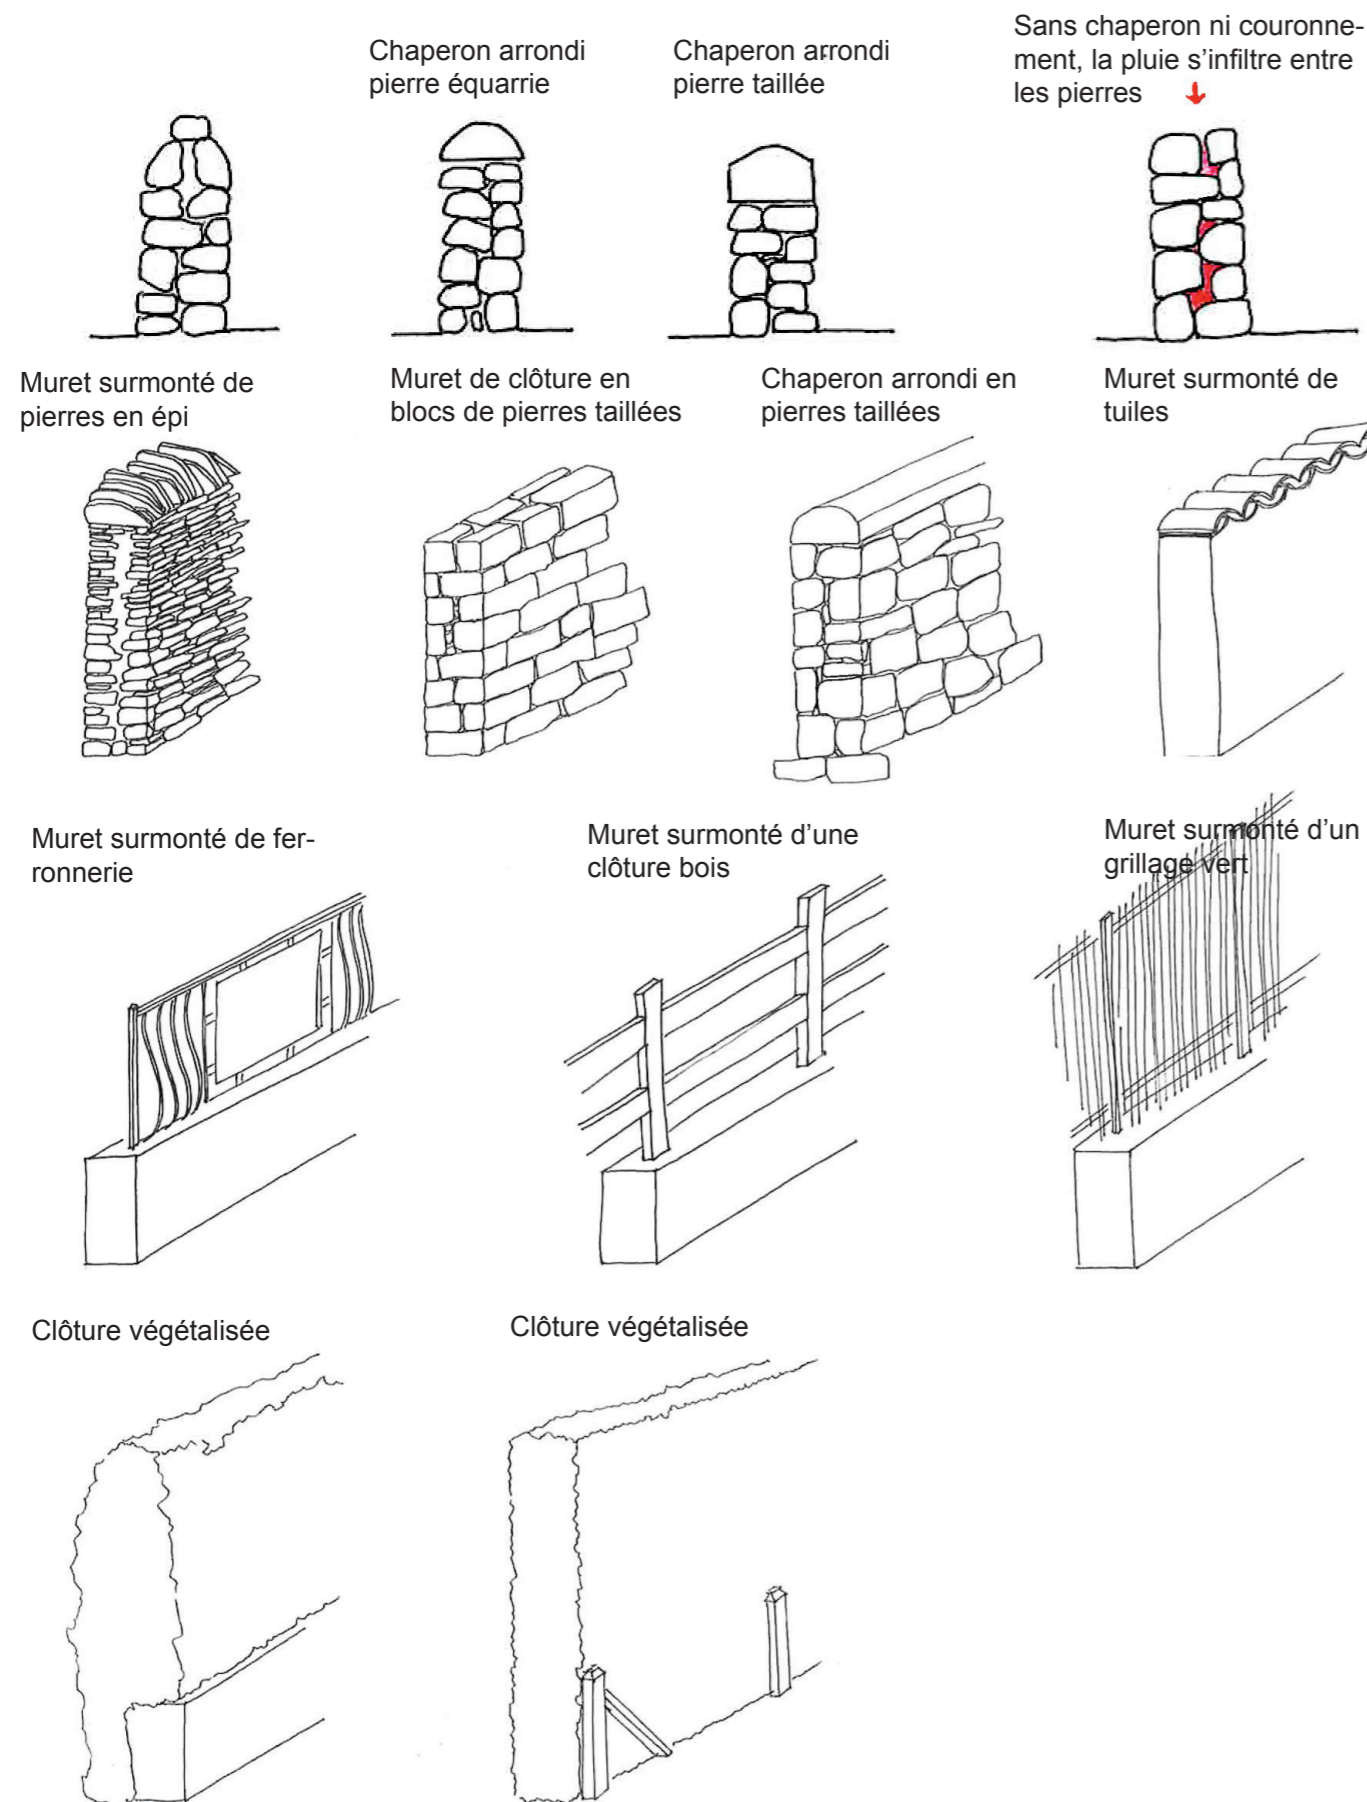 Chaperon arrondi
pierre équarrie
Chaperon arrondi
pierre taillée
Sans chaperon ni couronne-
ment, la pluie s’infiltre entre
les pierres
Muret surmonté de
pierres en épi
Muret de clôture en
blocs de pierres taillées
Chaperon arrondi en
pierres taillées
Muret surmonté de
tuiles
Muret surmonté de fer-
ronnerie
Muret surmonté d’une
clôture bois
Muret surmonté d’un
grillage vert
Clôture végétalisée
Clôture végétalisée